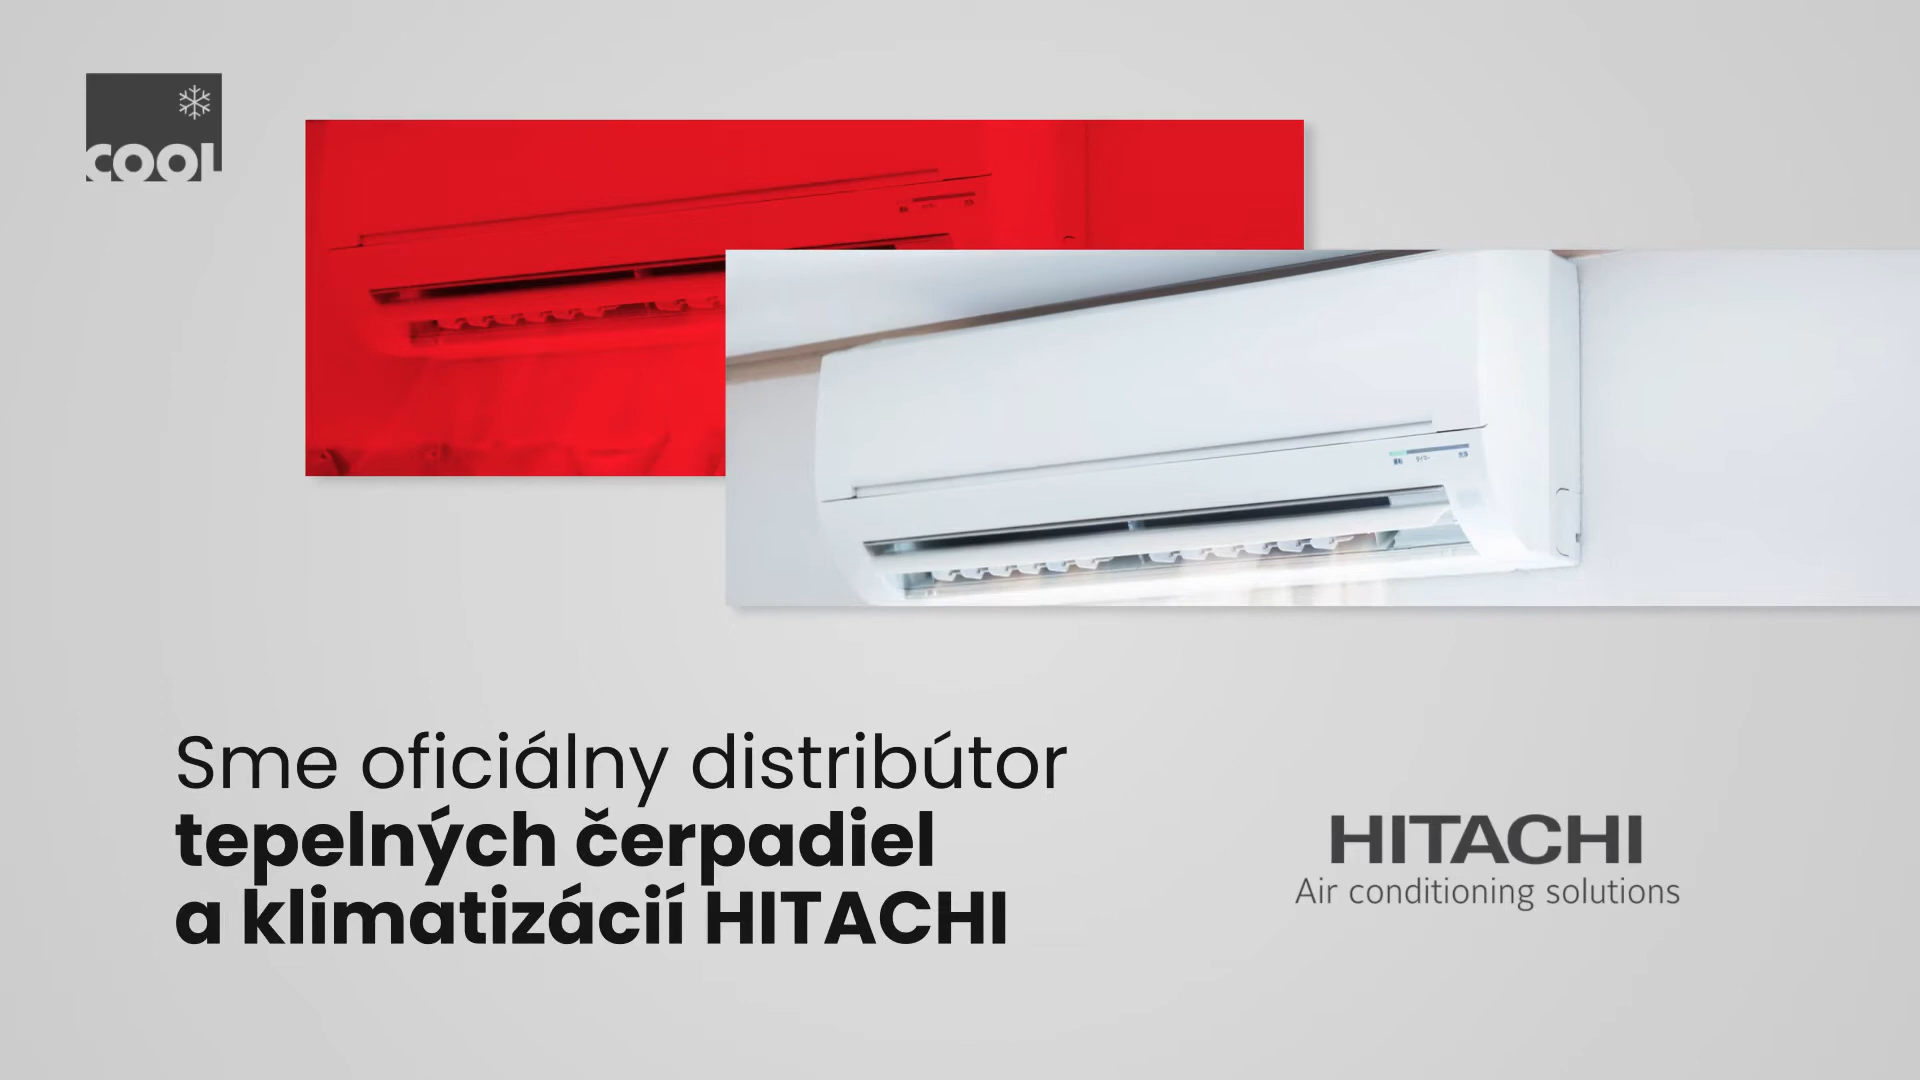 COOL
Sme oficiálny distribútor
tepelných čerpadiel
a klimatizácií HITACHI
HITACHI
Air conditioning solutions